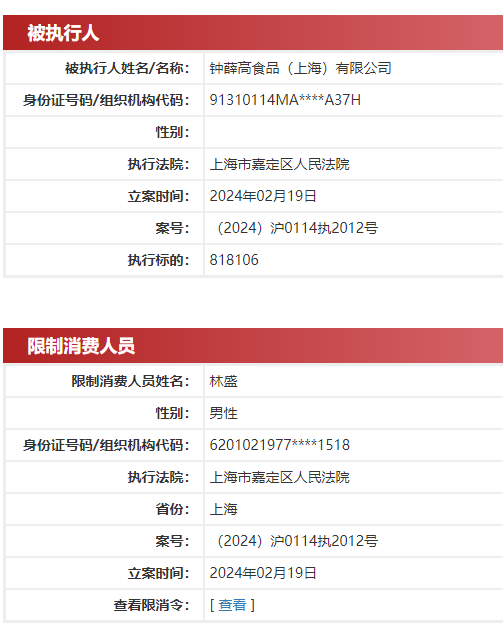 被执行人
被执行人姓名/名称： 钟薛高食品（上海）有限公司
身份证号码/组织机构代码： 91310114MA****A37H
性别：
执行法院： 上海市嘉定区人民法院
立案时间： 2024年02月19日
案号： （2024）沪0114执2012号
执行标的： 818106
限制消费人员
限制消费人员姓名： 林盛
性别： 男性
身份证号码/组织机构代码： 6201021977****1518
执行法院： 上海市嘉定区人民法院
省份： 上海
案号： （2024）沪0114执2012号
立案时间： 2024年02月19日
查看限消令： [ 查看 ]